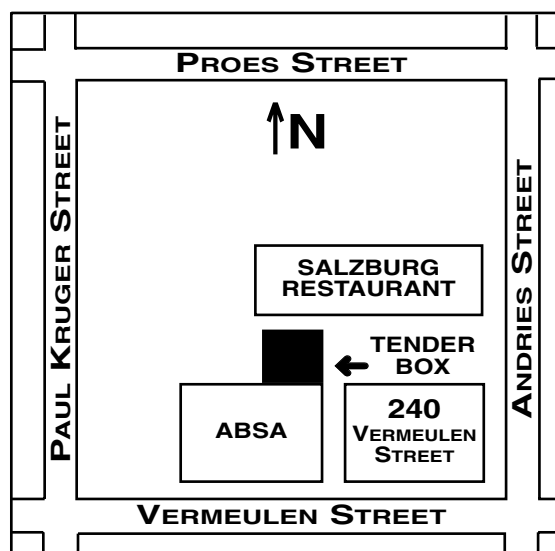 PROES STREET
N
PAUL KRUGER STREET
ANDRIES STREET
SALZBURG
RESTAURANT
TENDER
BOX
ABSA
240
VERMEULEN
STREET
VERMEULEN STREET